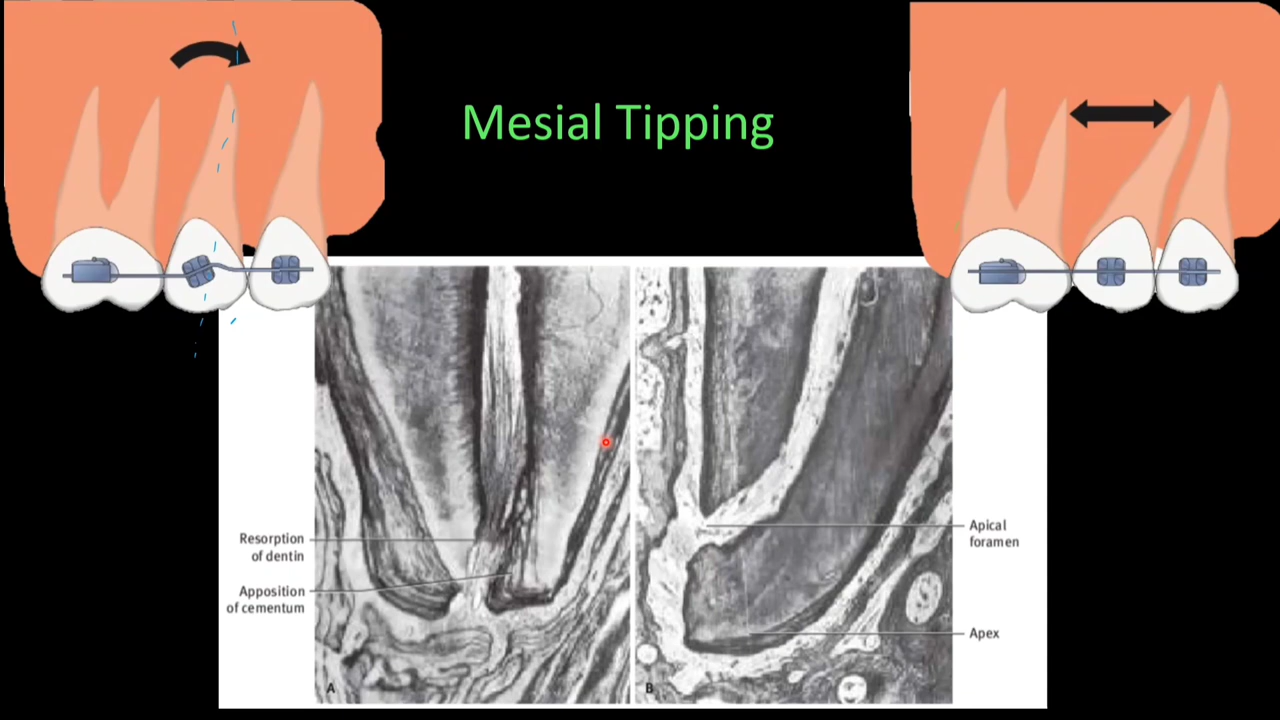 Mesial Tipping
Resorption
of dentin
Apposition
of cementum
A
B
Apical
foramen
Apex